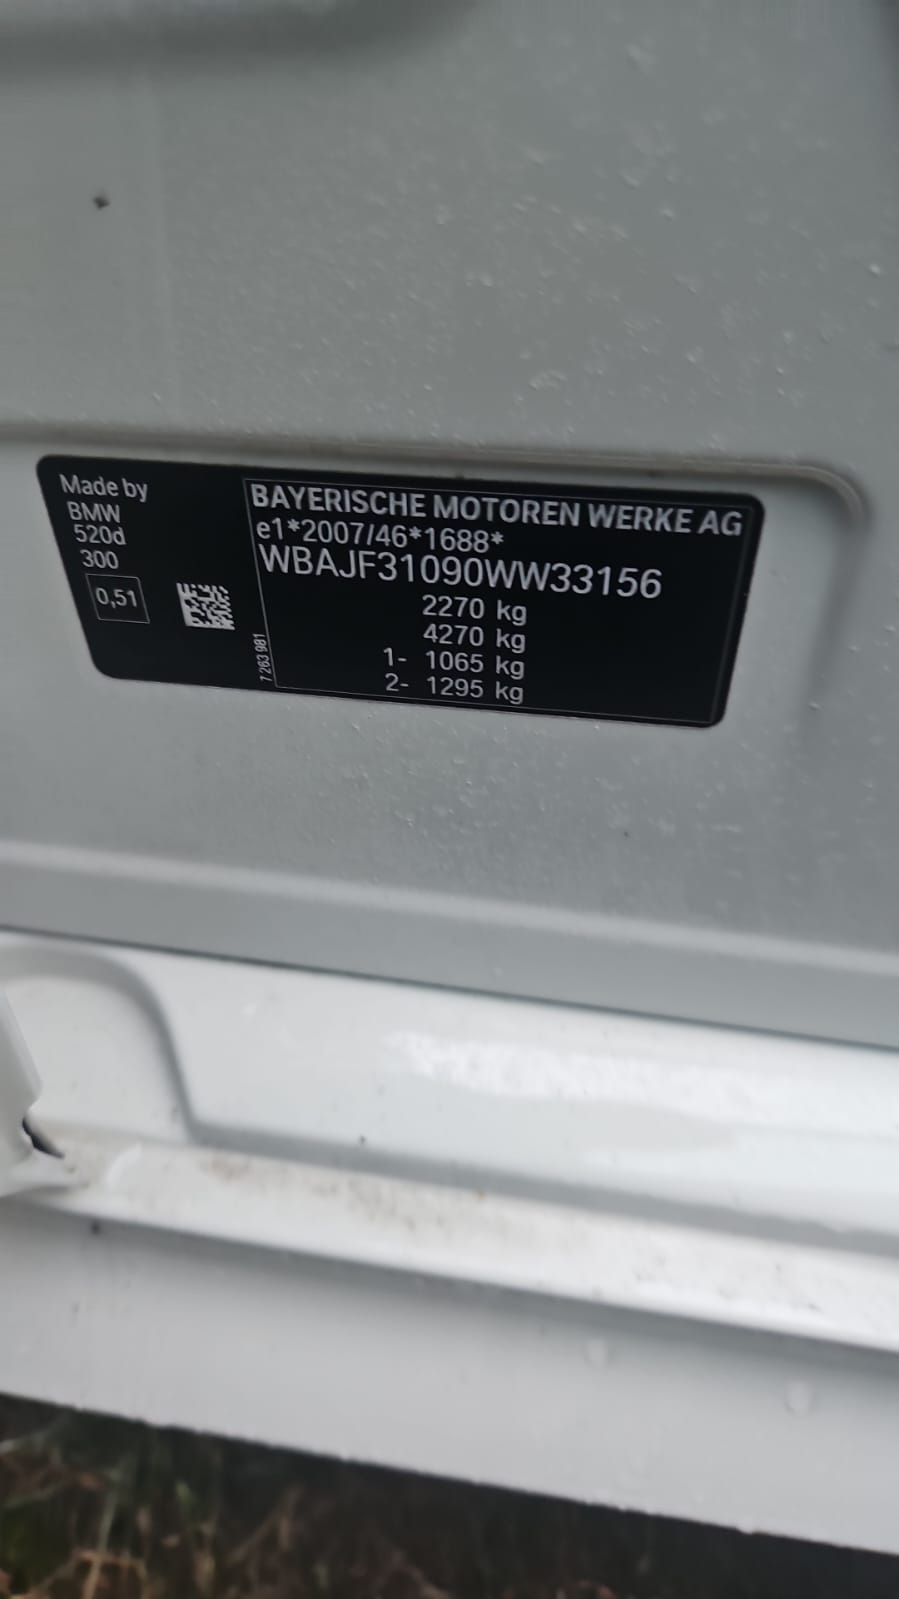 Made by
BMW
520d
300
0,51
7 263 981
BAYERISCHE MOTOREN WERKE AG
e1*2007/46*1688*
WBAJF31090WW33156
2270 kg
4270 kg
1- 1065 kg
2- 1295 kg